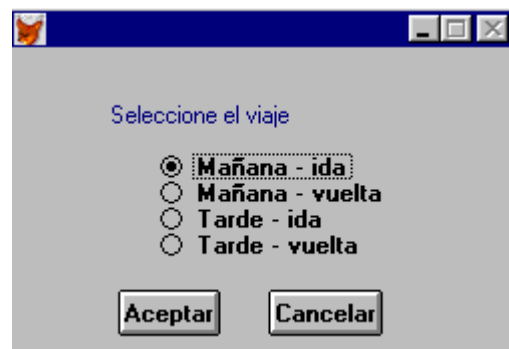 Seleccione el viaje
Mañana - ida
Mañana - vuelta
Tarde - ida
Tarde - vuelta
Aceptar Cancelar